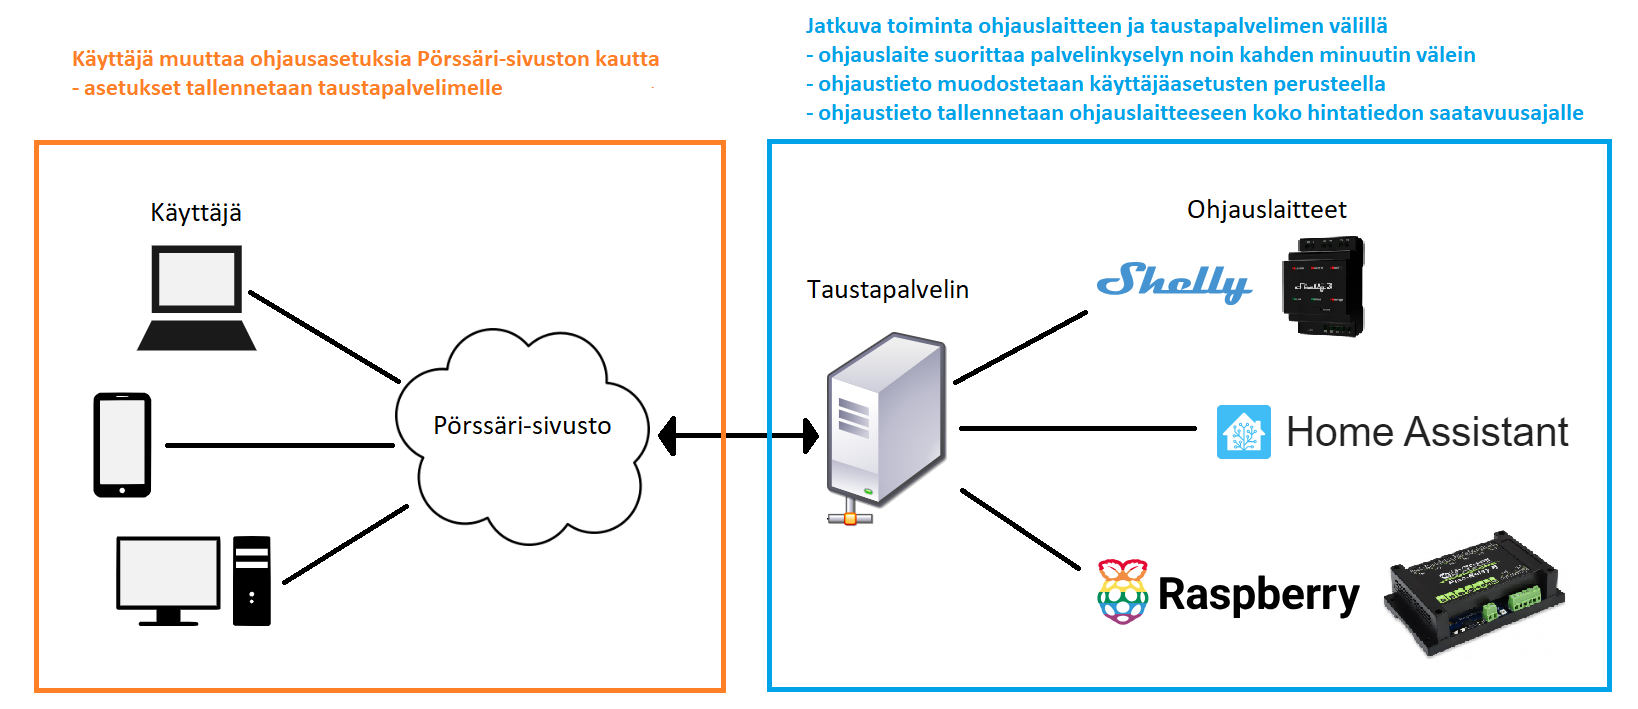 Käyttäjä muuttaa ohjausasetuksia Pörssäri-sivuston kautta
- asetukset tallennetaan taustapalvelimelle
Jatkuva toiminta ohjauslaitteen ja taustapalvelimen välillä
- ohjauslaite suorittaa palvelinkyselyn noin kahden minuutin välein
- ohjaustieto muodostetaan käyttäjäasetusten perusteella
- ohjaustieto tallennetaan ohjauslaitteeseen koko hintatiedon saatavuusajalle
Käyttäjä
Pörssäri-sivusto
Taustapalvelin
Ohjauslaitteet
Shelly
Home Assistant
Raspberry